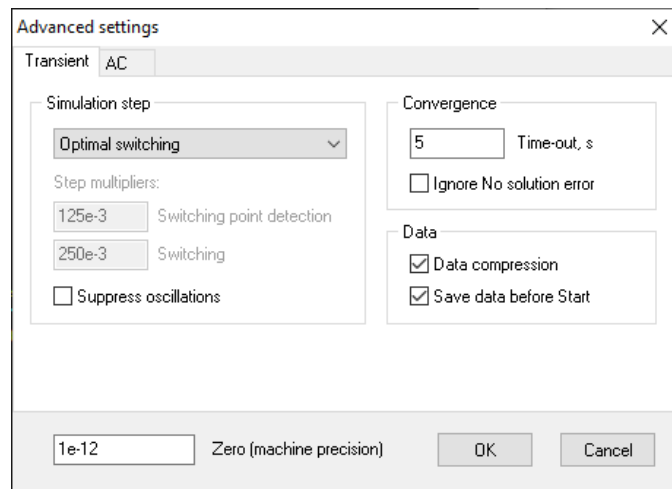 Advanced settings
Transient AC
Simulation step
Optimal switching
Step multipliers:
125e-3 Switching point detection
250e-3 Switching
Suppress oscillations
Convergence
5 Time-out, s
Ignore No solution error
Data
Data compression
Save data before Start
1e-12 Zero (machine precision) OK Cancel